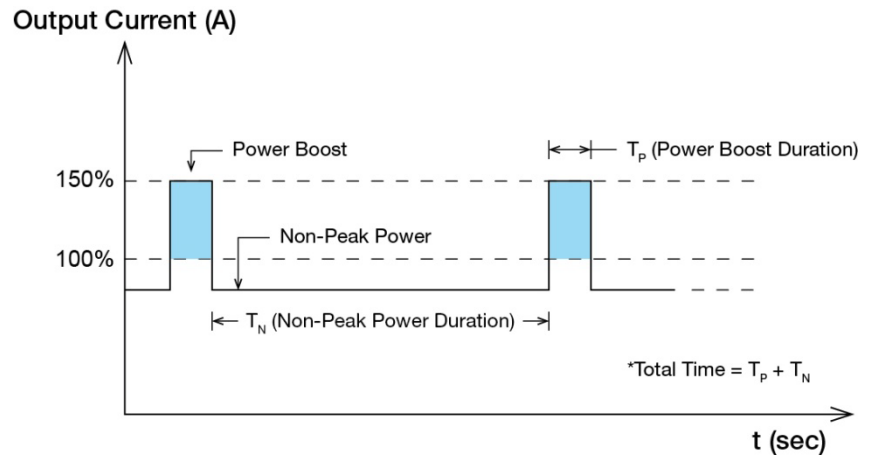 Output Current (A)
Power Boost
T_P (Power Boost Duration)
150%
Non-Peak Power
100%
T_N (Non-Peak Power Duration)
*Total Time = T_P + T_N
t (sec)